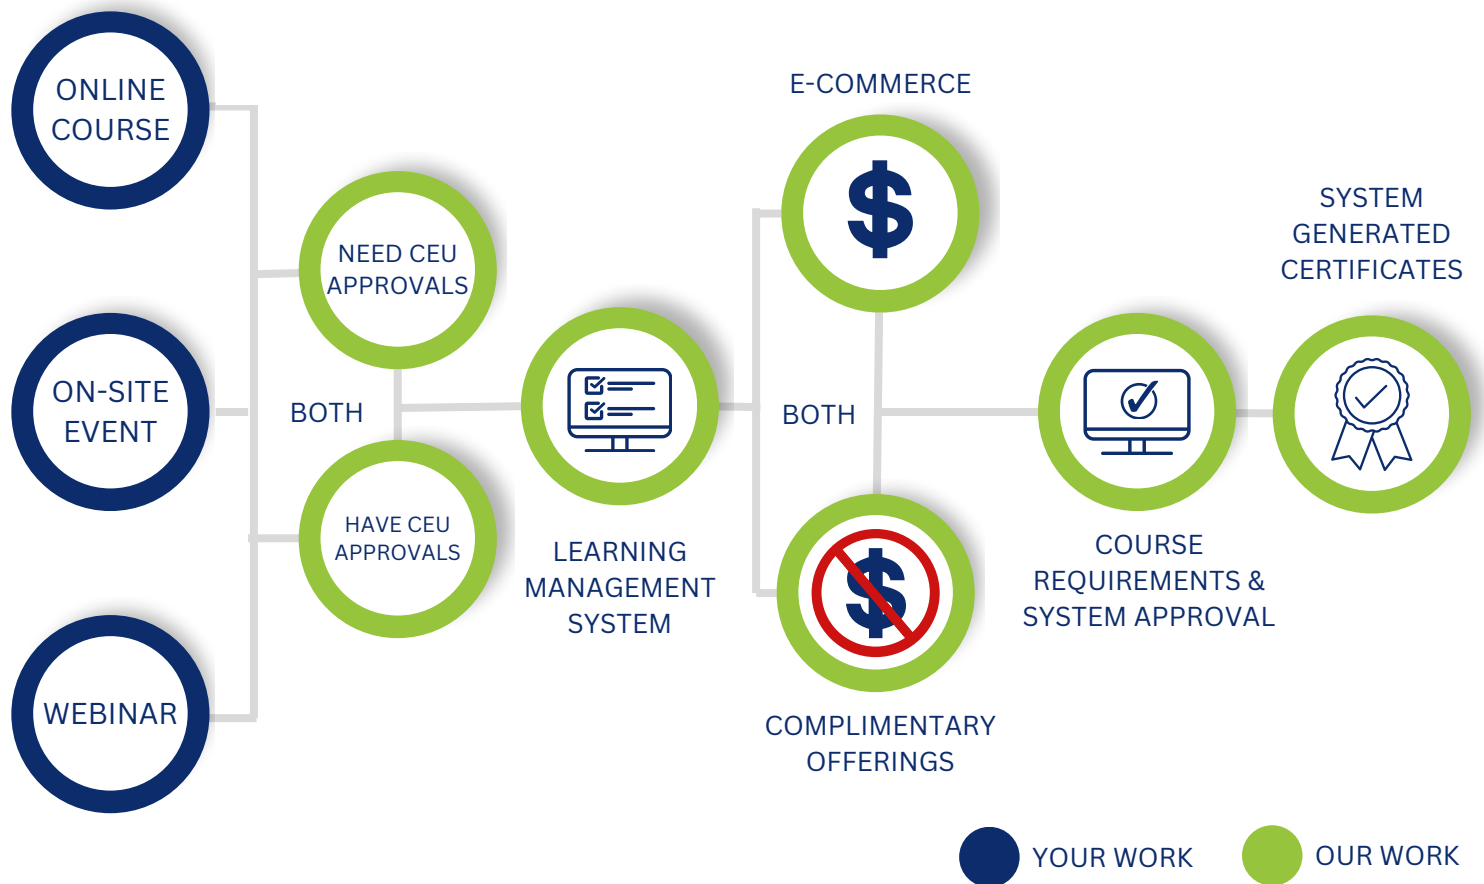 ONLINE
COURSE
ON-SITE
EVENT
WEBINAR
NEED CEU
APPROVALS
BOTH
HAVE CEU
APPROVALS
LEARNING
MANAGEMENT
SYSTEM
E-COMMERCE
$
BOTH
$
COMPLIMENTARY
OFFERINGS
COURSE
REQUIREMENTS &
SYSTEM APPROVAL
SYSTEM
GENERATED
CERTIFICATES
YOUR WORK
OUR WORK